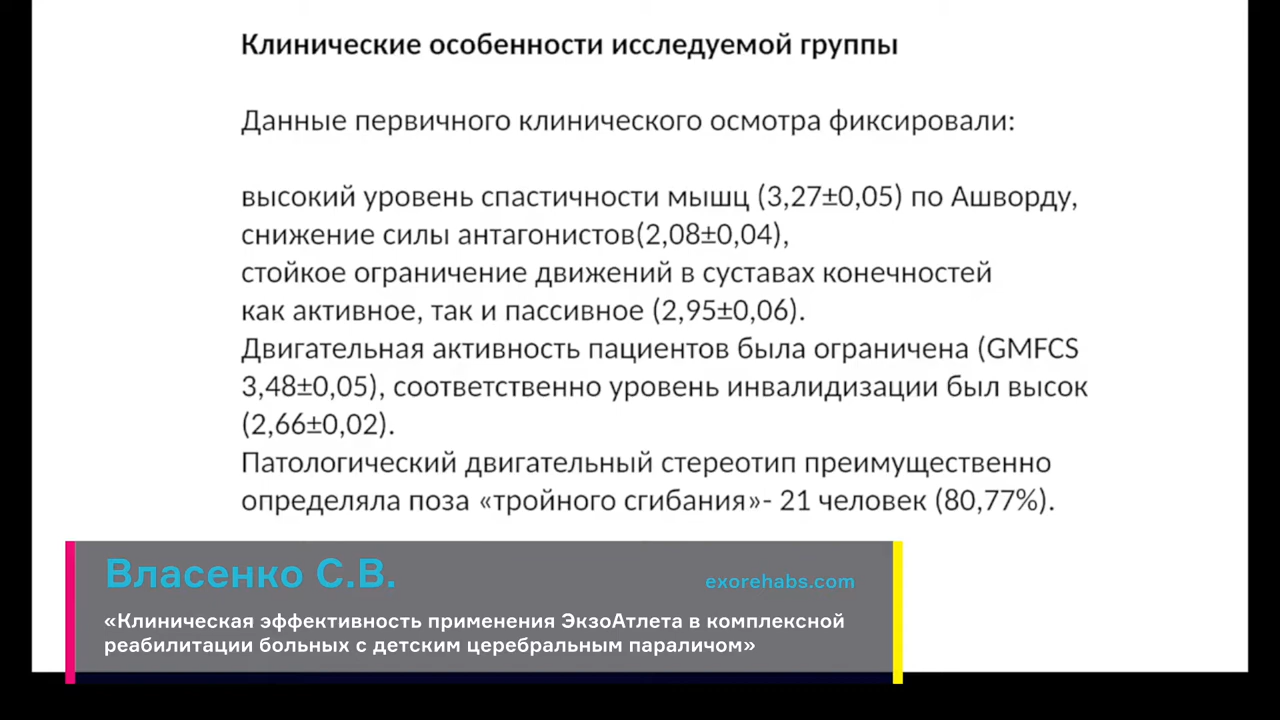 Клинические особенности исследуемой группы
Данные первичного клинического осмотра фиксировали:
высокий уровень спастичности мышц (3,27±0,05) по Ашворду,
снижение силы антагонистов(2,08±0,04),
стойкое ограничение движений в суставах конечностей
как активное, так и пассивное (2,95±0,06).
Двигательная активность пациентов была ограничена (GMFCS
3,48±0,05), соответственно уровень инвалидизации был высок
(2,66±0,02).
Патологический двигательный стереотип преимущественно
определяла поза «тройного сгибания»- 21 человек (80,77%).
Власенко С.В.
exorehabs.com
«Клиническая эффективность применения ЭкзоАтлета в комплексной
реабилитации больных с детским церебральным параличом»